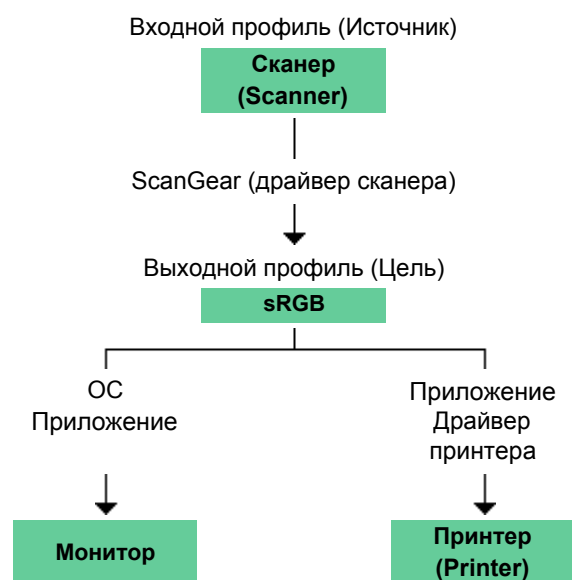 Входной профиль (Источник)
Сканер
(Scanner)
ScanGear (драйвер сканера)
Выходной профиль (Цель)
sRGB
ОС
Приложение
Приложение
Драйвер
принтера
Монитор
Принтер
(Printer)